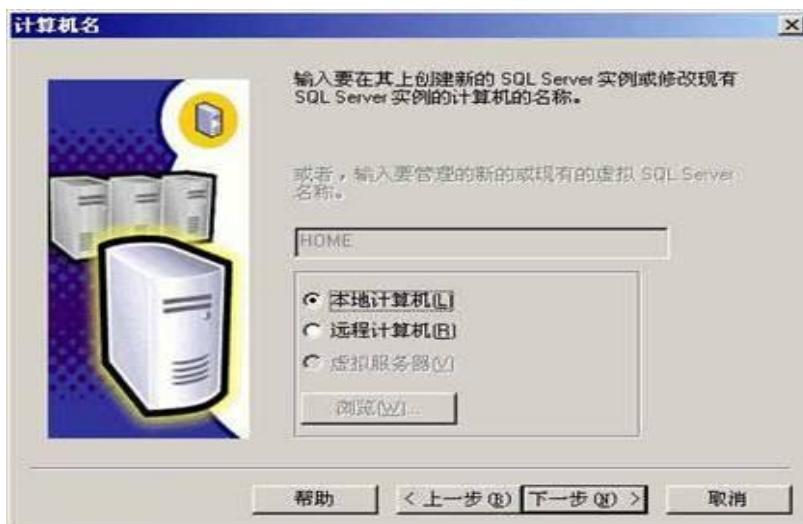 计算机名
输入要在其上创建新的 SQL Server 实例或修改现有
SQL Server 实例的计算机的名称。
或者，输入要管理的新的或现有的虚拟 SQL Server
名称。
HOME
本地计算机[L]
远程计算机[R]
虚拟服务器[V]
浏览[W]...
帮助
< 上一步(B)
下一步(N) >
取消